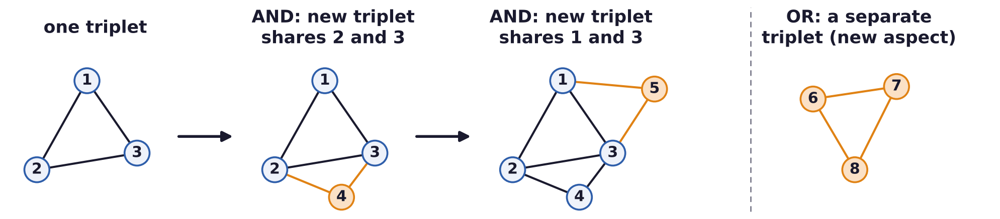 one triplet
AND: new triplet
shares 2 and 3
AND: new triplet
shares 1 and 3
OR: a separate
triplet (new aspect)
1
2
3
1
2
3
4
1
5
2
3
4
6
7
8